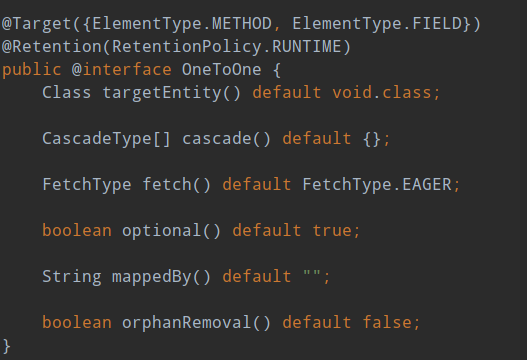 @Target({ElementType.METHOD, ElementType.FIELD})
@Retention(RetentionPolicy.RUNTIME)
public @interface OneToOne {
    Class targetEntity() default void.class;
    CascadeType[] cascade() default {};
    FetchType fetch() default FetchType.EAGER;
    boolean optional() default true;
    String mappedBy() default "";
    boolean orphanRemoval() default false;
}